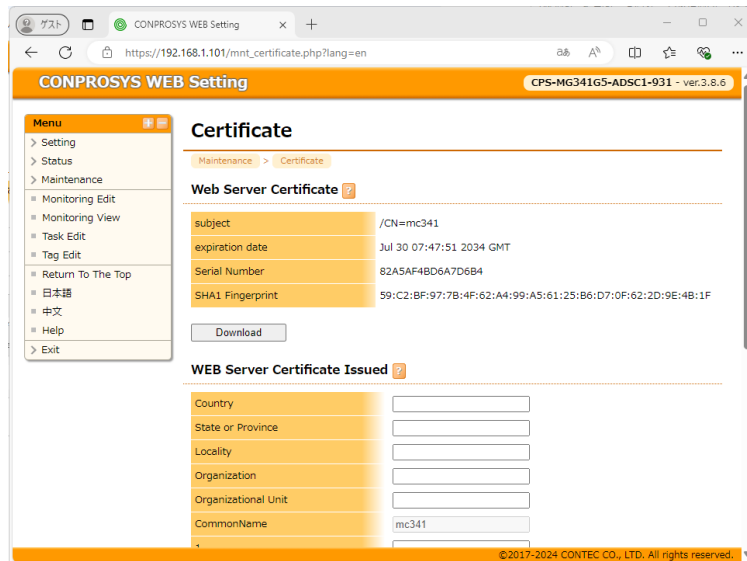 ゲスト
CONPROSYS WEB Setting
https://192.168.1.101/mnt_certificate.php?lang=en
CONPROSYS WEB Setting
CPS-MG341G5-ADSC1-931 - ver.3.8.6
Menu
Setting
Status
Maintenance
Monitoring Edit
Monitoring View
Task Edit
Tag Edit
Return To The Top
日本語
中文
Help
Exit
Certificate
Maintenance > Certificate
Web Server Certificate ?
subject /CN=mc341
expiration date Jul 30 07:47:51 2034 GMT
Serial Number 82A5AF4BD6A7D6B4
SHA1 Fingerprint 59:C2:BF:97:7B:4F:62:A4:99:A5:61:25:B6:D7:0F:62:2D:9E:4B:1F
Download
WEB Server Certificate Issued ?
Country
State or Province
Locality
Organization
Organizational Unit
CommonName mc341
©2017-2024 CONTEC CO., LTD. All rights reserved.